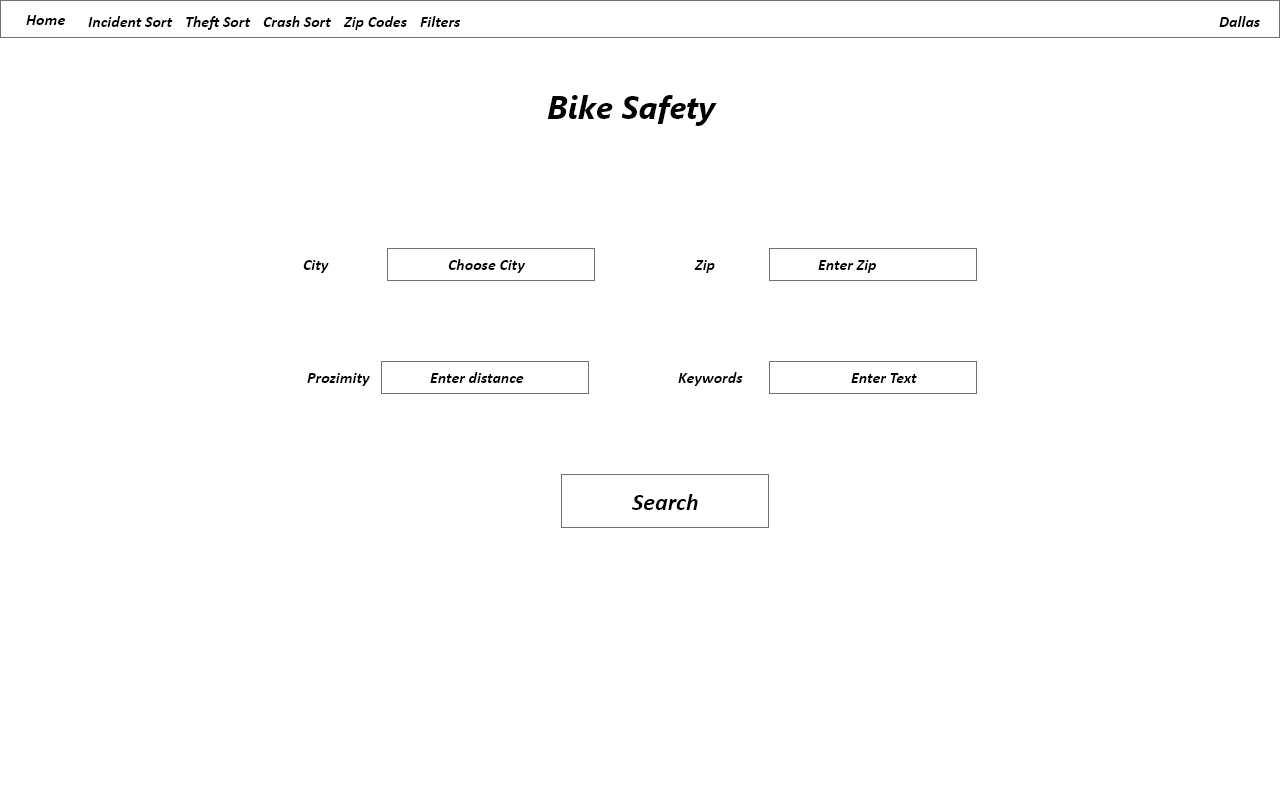 Home Incident Sort Theft Sort Crash Sort Zip Codes Filters Dallas
Bike Safety
City Choose City Zip Enter Zip
Prozimity Enter distance Keywords Enter Text
Search